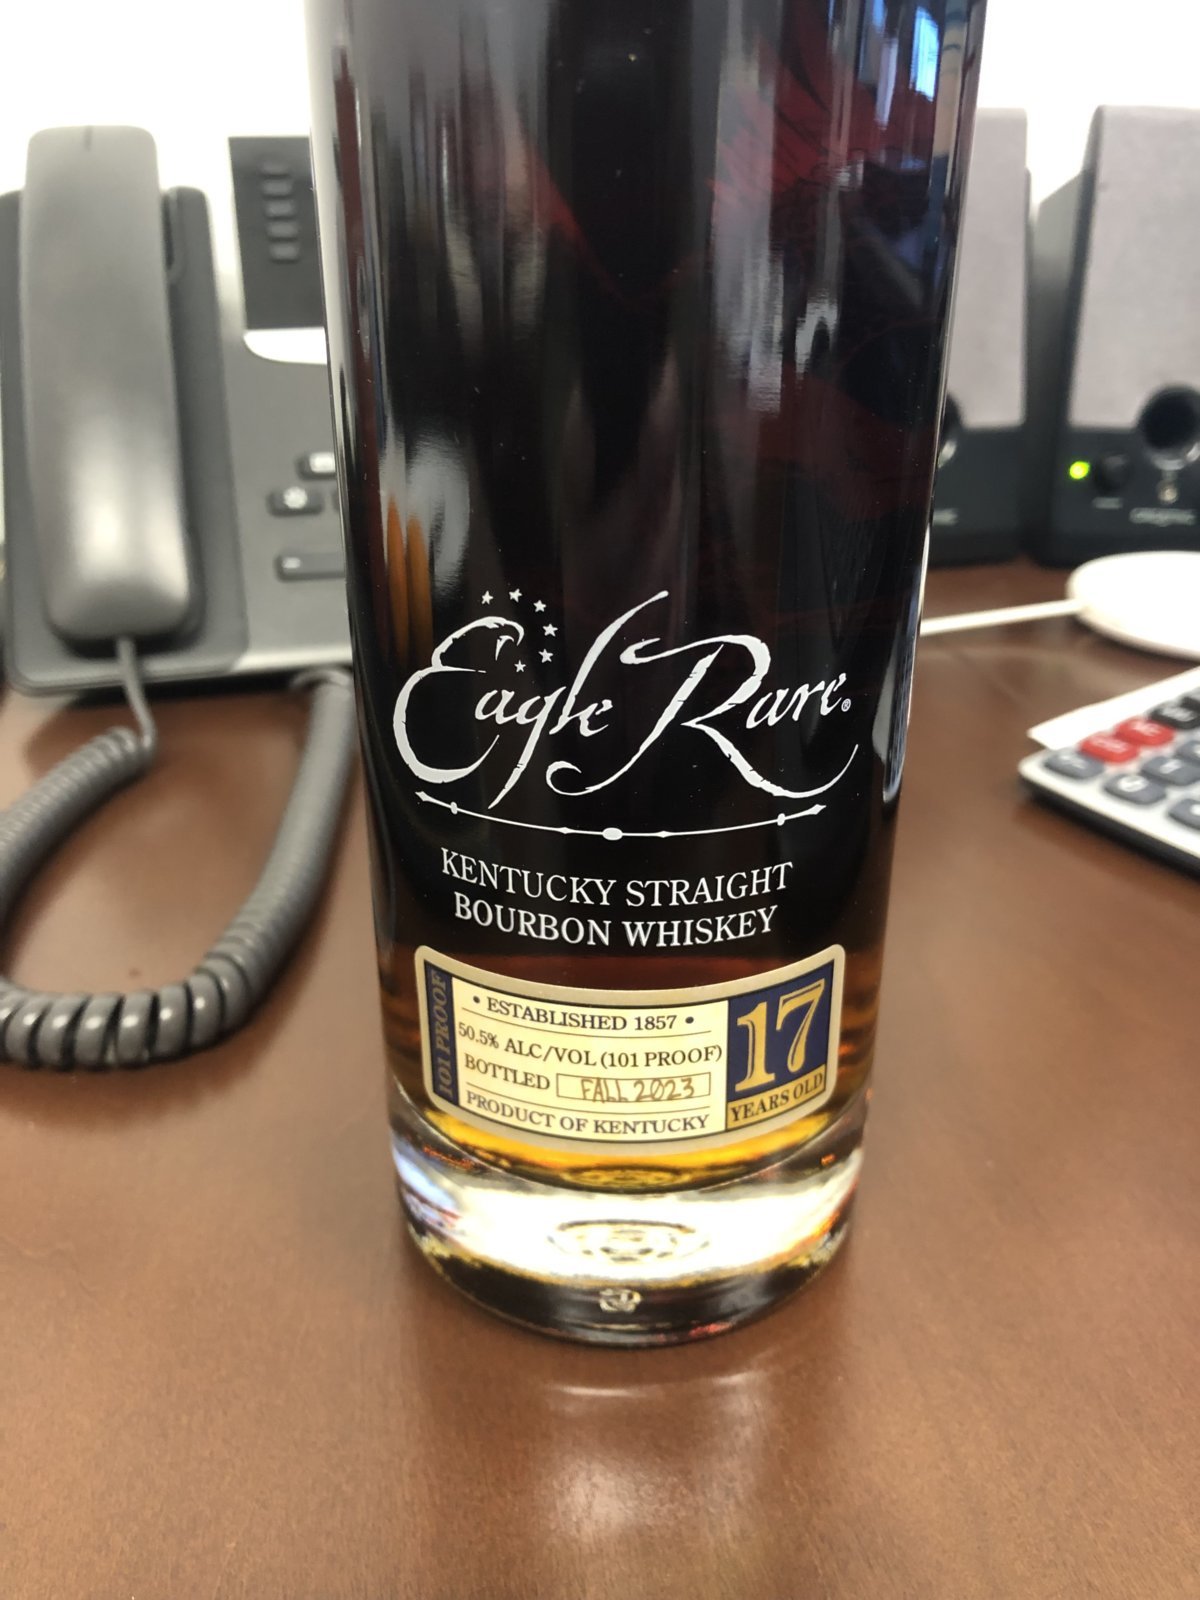 Eagle Rare®
KENTUCKY STRAIGHT
BOURBON WHISKEY
101 PROOF
• ESTABLISHED 1857 •
50.5% ALC/VOL (101 PROOF)
BOTTLED FALL 2023
PRODUCT OF KENTUCKY
17
YEARS OLD